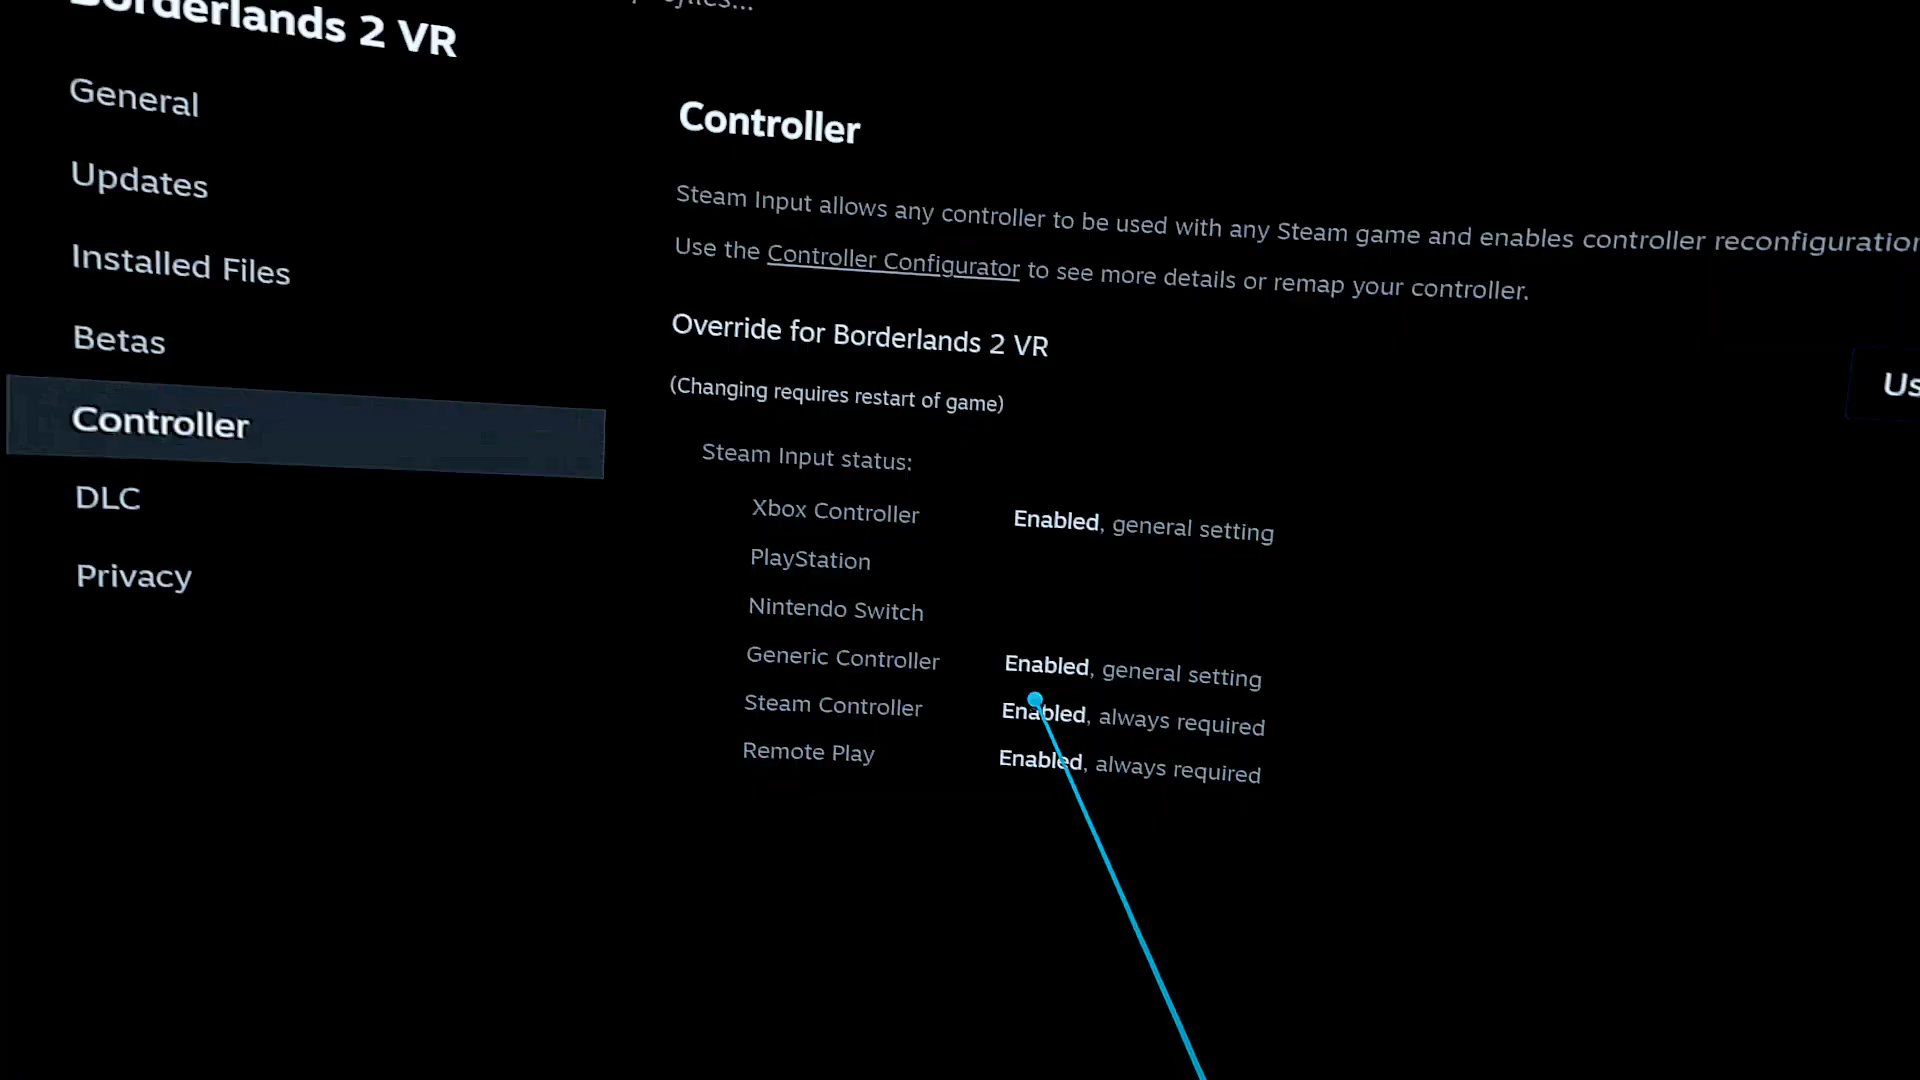 Borderlands 2 VR
General
Updates
Installed Files
Betas
Controller
DLC
Privacy
Controller
Steam Input allows any controller to be used with any Steam game and enables controller reconfiguration
Use the Controller Configurator to see more details or remap your controller.
Override for Borderlands 2 VR
(Changing requires restart of game)
Steam Input status:
Xbox Controller Enabled, general setting
PlayStation
Nintendo Switch
Generic Controller Enabled, general setting
Steam Controller Enabled, always required
Remote Play Enabled, always required